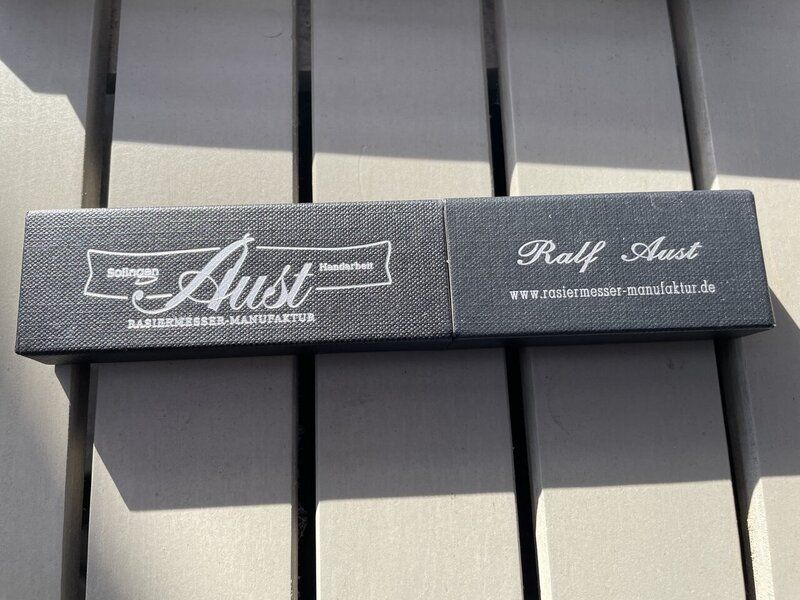 Solingen Aust Handarbeit
RASIERMESSER-MANUFAKTUR
Ralf Aust
www.rasiermesser-manufaktur.de